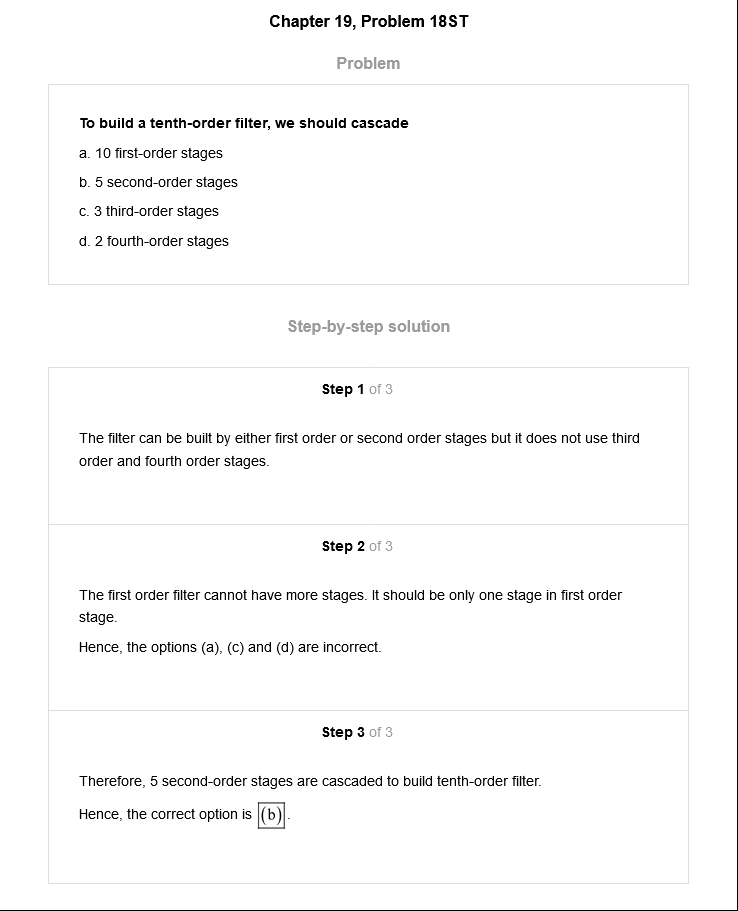 Chapter 19, Problem 18ST
Problem
To build a tenth-order filter, we should cascade
a. 10 first-order stages
b. 5 second-order stages
c. 3 third-order stages
d. 2 fourth-order stages
Step-by-step solution
Step 1 of 3
The filter can be built by either first order or second order stages but it does not use third
order and fourth order stages.
Step 2 of 3
The first order filter cannot have more stages. It should be only one stage in first order
stage.
Hence, the options (a), (c) and (d) are incorrect.
Step 3 of 3
Therefore, 5 second-order stages are cascaded to build tenth-order filter.
Hence, the correct option is (b).